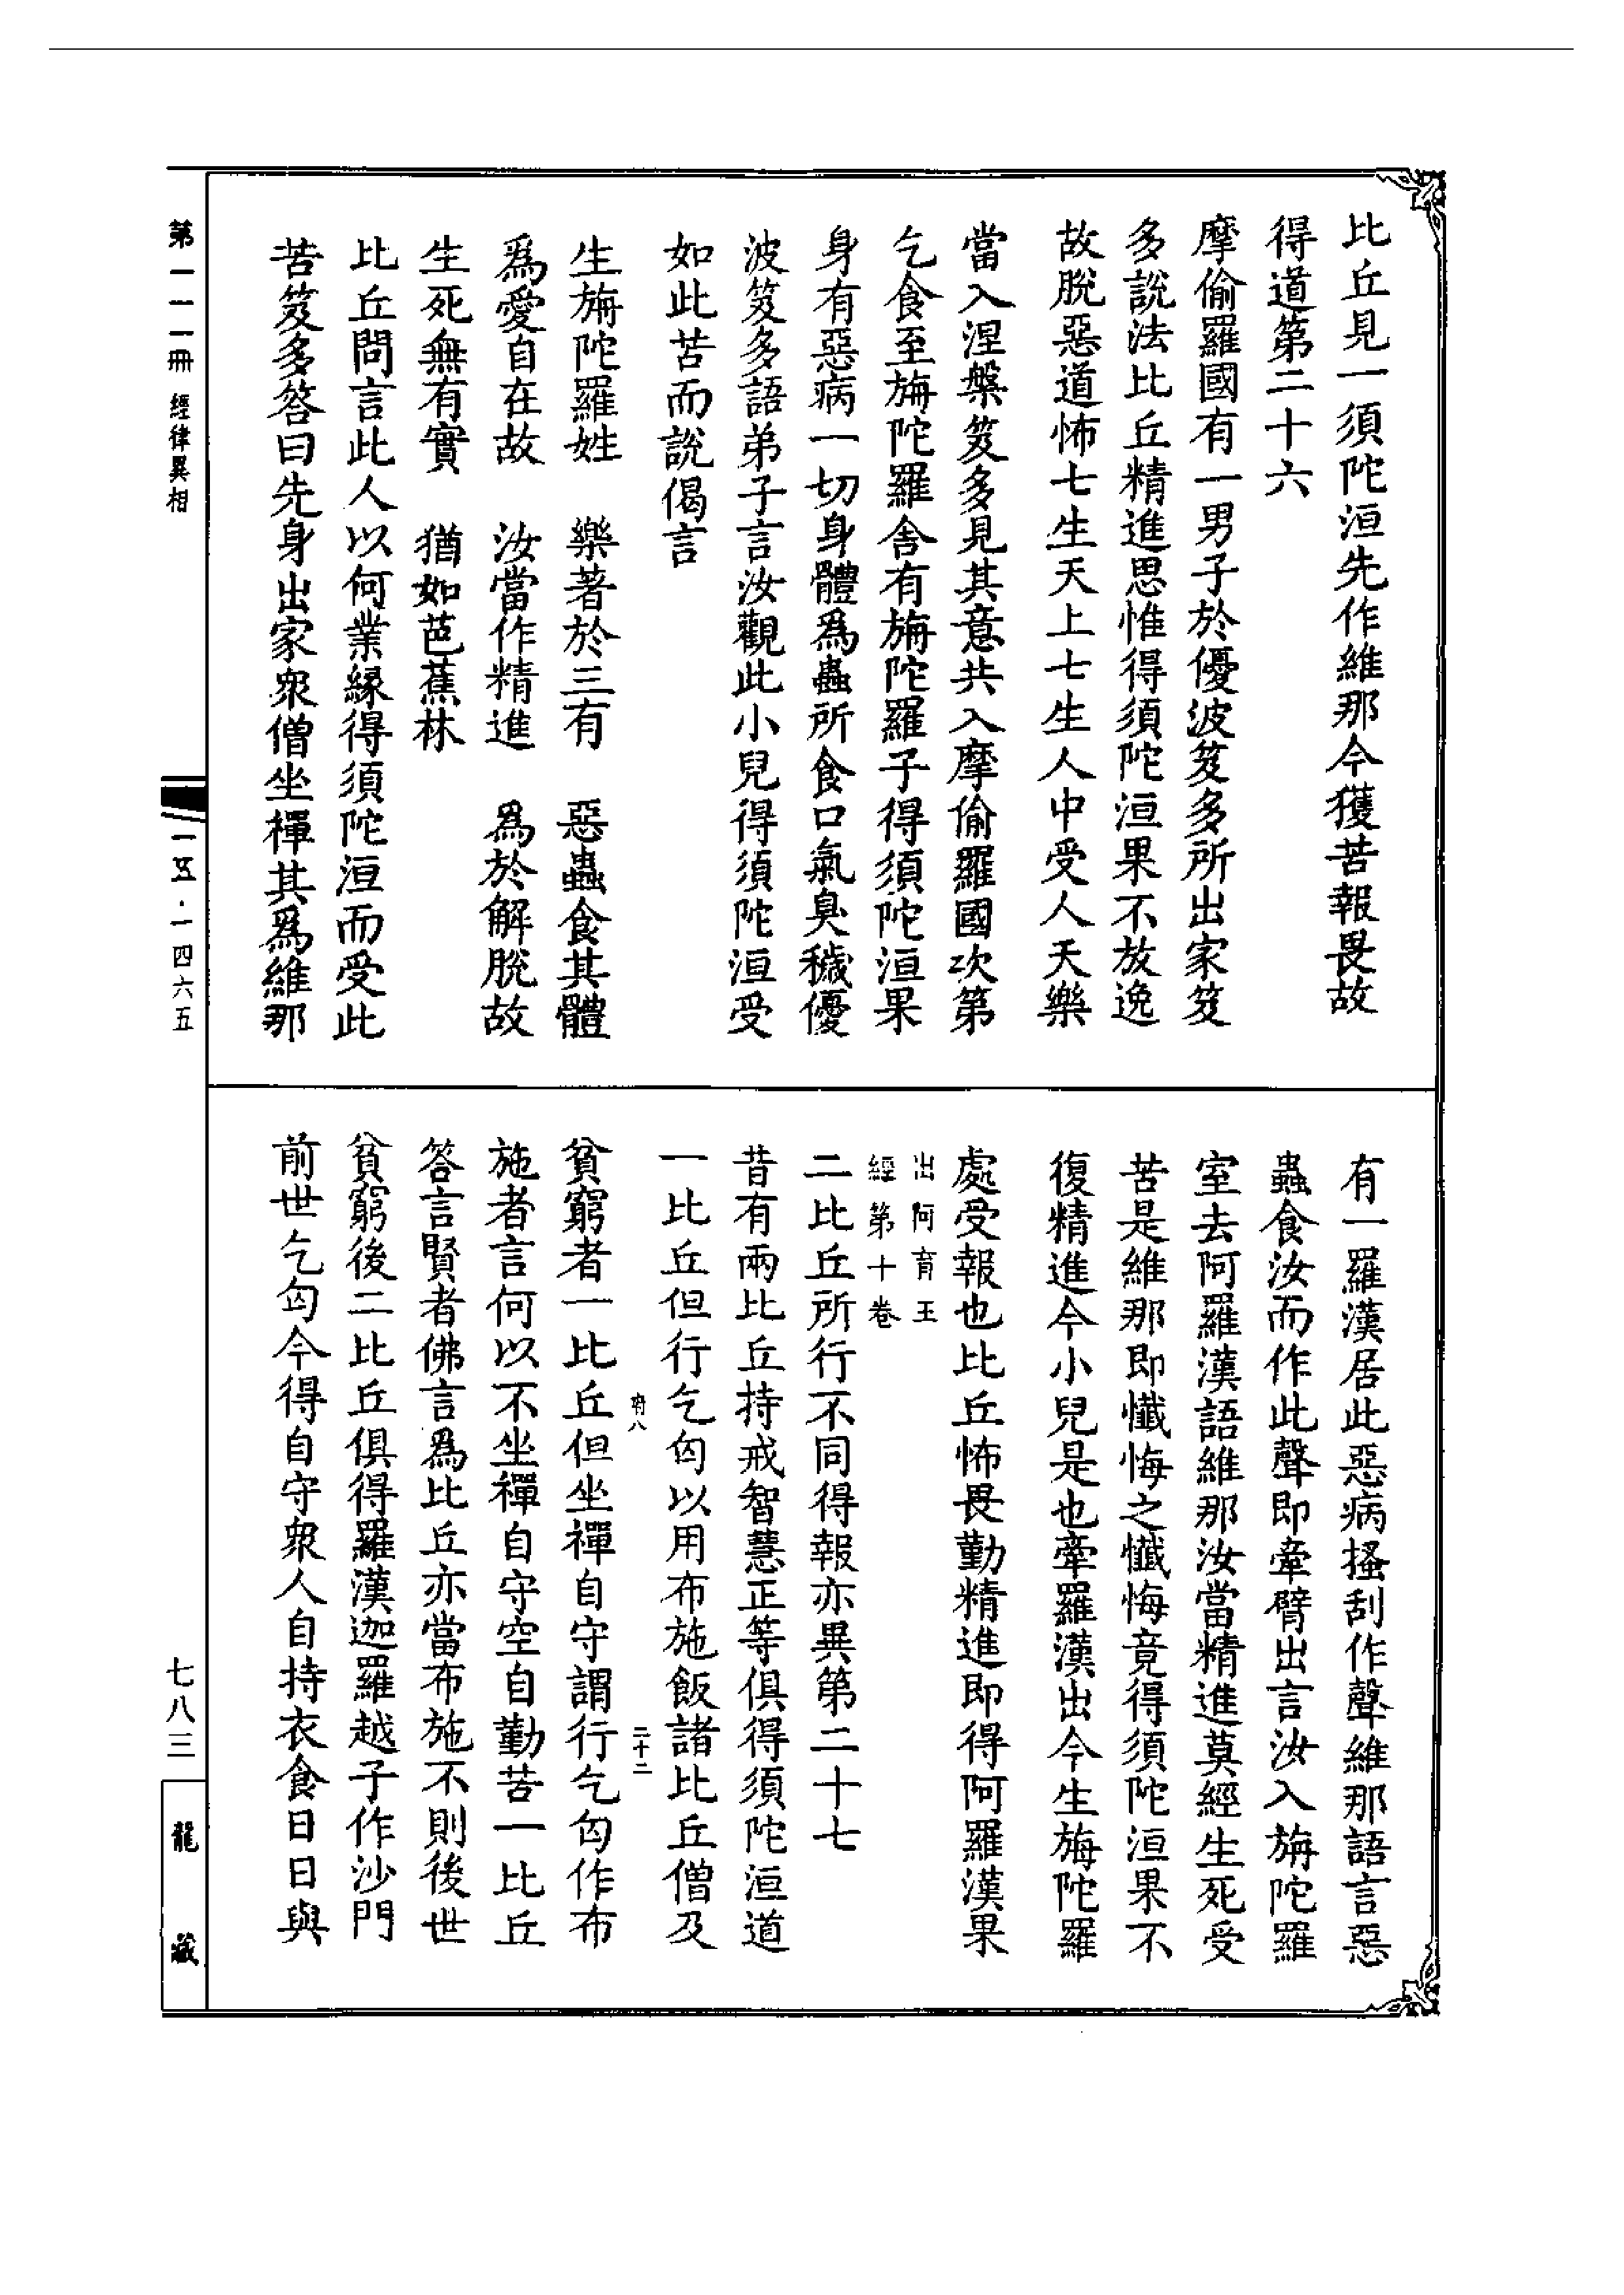 比丘見一須陀洹先作維那今獲苦報畏故
得道第二十六
摩偷羅國有一男子於優波笈多所出家笈
多說法比丘精進思惟得須陀洹果不放逸
故脫惡道怖七生天上七生人中受人天樂
當入涅槃笈多見其意共入摩偷羅國次第
乞食至旃陀羅舍有旃陀羅子得須陀洹果
身有惡病一切身體爲蟲所食口氣臭穢優
波笈多語弟子言汝觀此小兒得須陀洹受
如此苦而說偈言
生旃陀羅姓　樂著於三有　惡蟲食其體
爲愛自在故　汝當作精進　爲於解脫故
生死無有實　猶如芭蕉林
比丘問言此人以何業緣得須陀洹而受此
苦笈多答曰先身出家衆僧坐禪其爲維那
有一羅漢居此惡病搔刮作聲維那語言惡
蟲食汝而作此聲即牽臂出言汝入旃陀羅
室去阿羅漢語維那汝當精進莫經生死受
苦是維那即懺悔之懺悔竟得須陀洹果不
復精進今小兒是也牽羅漢出今生旃陀羅
處受報也比丘怖畏勤精進即得阿羅漢果
出阿育王
經第十卷
二比丘所行不同得報亦異第二十七
昔有兩比丘持戒智慧正等俱得須陀洹道
一比丘但行乞匃以用布施飯諸比丘僧及
府八　二十二
貧窮者一比丘但坐禪自守謂行乞匃作布
施者言何以不坐禪自守空自勤苦一比丘
答言賢者佛言爲比丘亦當布施不則後世
貧窮後二比丘俱得羅漢迦羅越子作沙門
前世乞匃今得自守衆人自持衣食日日與
第一一一冊　經律異相
一五·一四六五
七八三
龍藏